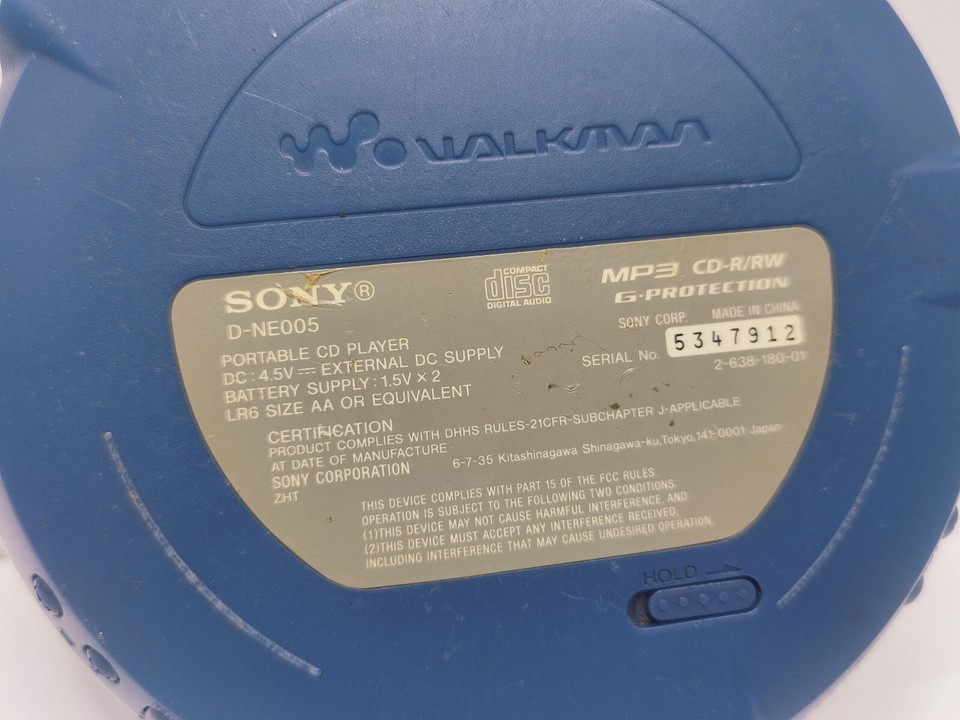 WALKMAN
SONY®
D-NE005
COMPACT
disc
DIGITAL AUDIO
MP3 CD-R/RW
G-PROTECTION
SONY CORP MADE IN CHINA
SERIAL No. 5347912
2-638-180-01
PORTABLE CD PLAYER
DC : 4.5V ⎓ EXTERNAL DC SUPPLY
BATTERY SUPPLY : 1.5V × 2
LR6 SIZE AA OR EQUIVALENT
CERTIFICATION
PRODUCT COMPLIES WITH DHHS RULES-21CFR-SUBCHAPTER J-APPLICABLE
AT DATE OF MANUFACTURE
SONY CORPORATION 6-7-35 Kitashinagawa Shinagawa-ku,Tokyo,141-0001 Japan
ZHT
THIS DEVICE COMPLIES WITH PART 15 OF THE FCC RULES.
OPERATION IS SUBJECT TO THE FOLLOWING TWO CONDITIONS.
(1)THIS DEVICE MAY NOT CAUSE HARMFUL INTERFERENCE, AND
(2)THIS DEVICE MUST ACCEPT ANY INTERFERENCE RECEIVED,
INCLUDING INTERFERENCE THAT MAY CAUSE UNDESIRED OPERATION.
HOLD